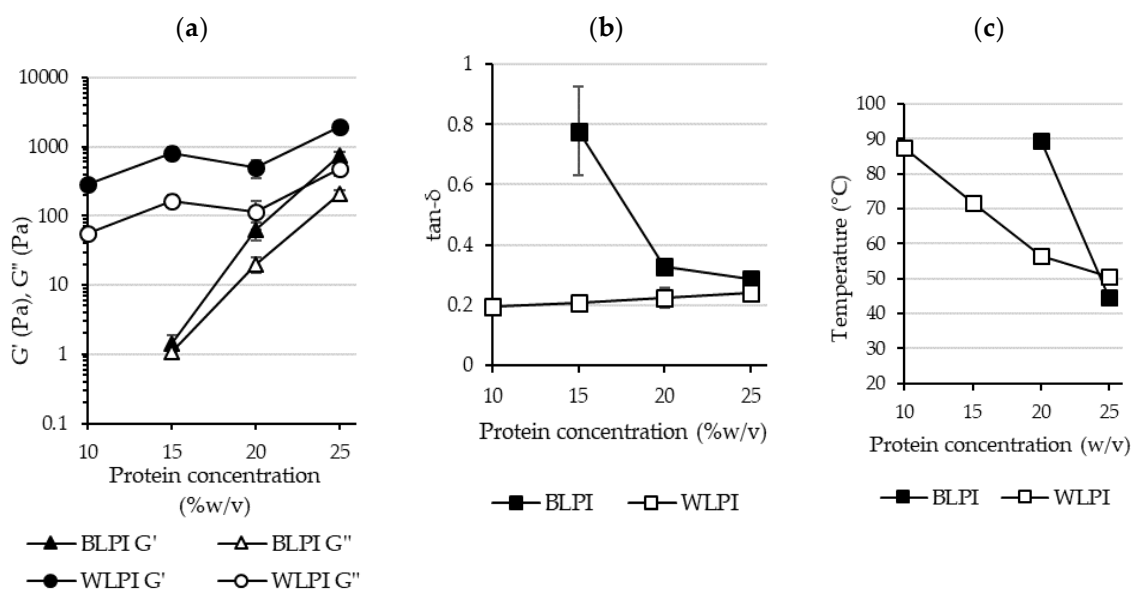 (a)
10000
1000
100
10
1
0.1
G' (Pa), G" (Pa)
10 15 20 25
Protein concentration
(%w/v)
BLPI G' BLPI G"
WLPI G' WLPI G"
(b)
1
0.8
0.6
0.4
0.2
0
tan-δ
10 15 20 25
Protein concentration (%w/v)
BLPI WLPI
(c)
100
90
80
70
60
50
40
30
20
Temperature (°C)
10 15 20 25
Protein concentration (w/v)
BLPI WLPI